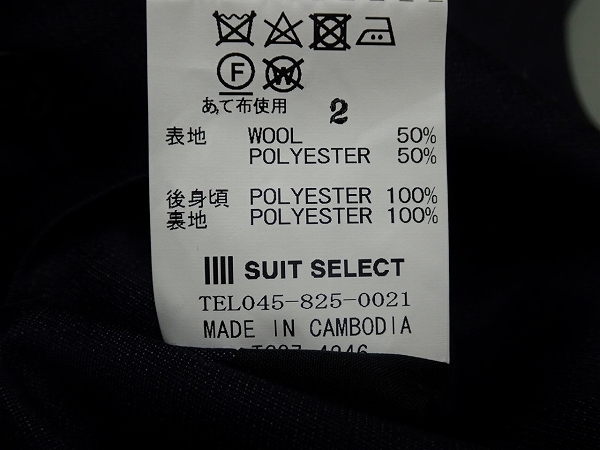 F W
あて布使用 2
表地 WOOL 50%
POLYESTER 50%
後身頃 POLYESTER 100%
裏地 POLYESTER 100%
SUIT SELECT
TEL045-825-0021
MADE IN CAMBODIA